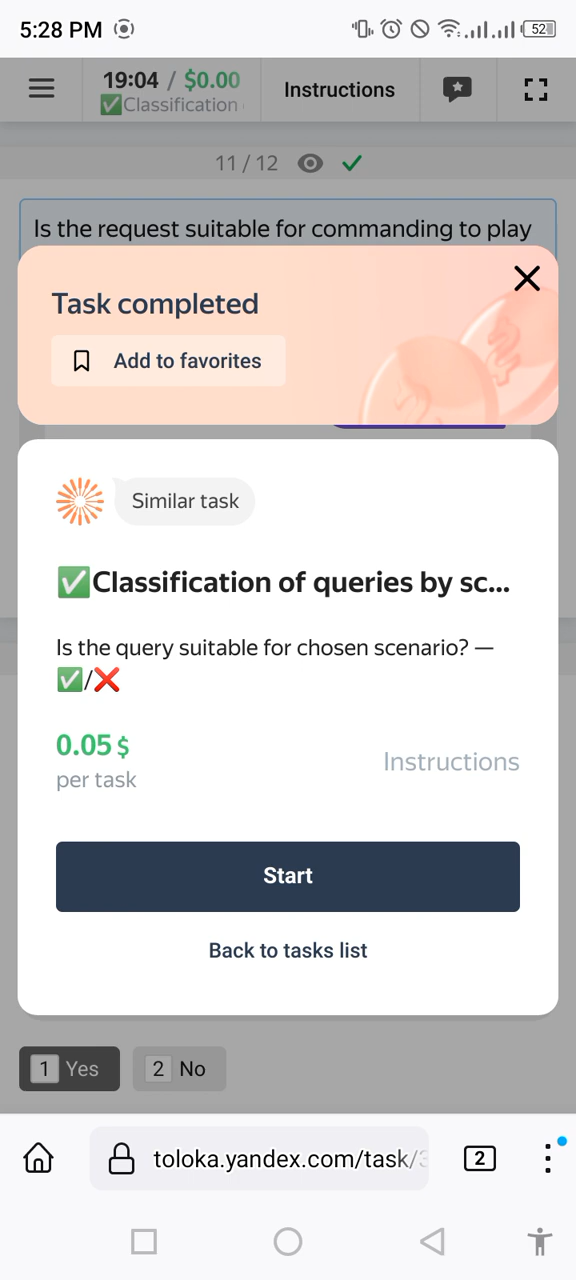 5:28 PM
52
19:04 / $0.00
✅Classification
Instructions
11 / 12
Is the request suitable for commanding to play
Task completed
Add to favorites
Similar task
✅Classification of queries by sc...
Is the query suitable for chosen scenario? —
✅/❌
0.05 $
per task
Instructions
Start
Back to tasks list
1 Yes
2 No
toloka.yandex.com/task/3
2